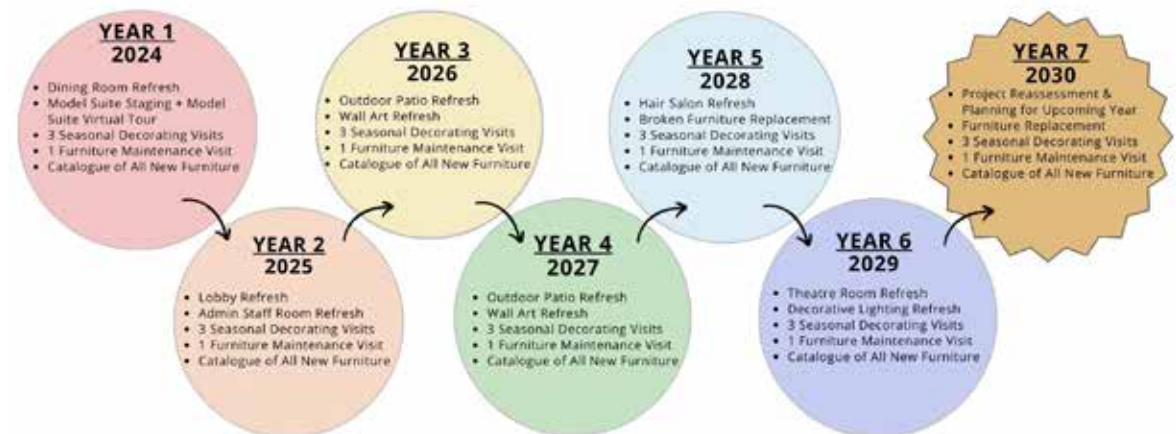 YEAR 1
2024
• Dining Room Refresh
• Model Suite Staging + Model
Suite Virtual Tour
• 3 Seasonal Decorating Visits
• 1 Furniture Maintenance Visit
• Catalogue of All New Furniture
YEAR 2
2025
• Lobby Refresh
• Admin Staff Room Refresh
• 3 Seasonal Decorating Visits
• 1 Furniture Maintenance Visit
• Catalogue of All New Furniture
YEAR 3
2026
• Outdoor Patio Refresh
• Wall Art Refresh
• 3 Seasonal Decorating Visits
• 1 Furniture Maintenance Visit
• Catalogue of All New Furniture
YEAR 4
2027
• Outdoor Patio Refresh
• Wall Art Refresh
• 3 Seasonal Decorating Visits
• 1 Furniture Maintenance Visit
• Catalogue of All New Furniture
YEAR 5
2028
• Hair Salon Refresh
• Broken Furniture Replacement
• 3 Seasonal Decorating Visits
• 1 Furniture Maintenance Visit
• Catalogue of All New Furniture
YEAR 6
2029
• Theatre Room Refresh
• Decorative Lighting Refresh
• 3 Seasonal Decorating Visits
• 1 Furniture Maintenance Visit
• Catalogue of All New Furniture
YEAR 7
2030
• Project Reassessment &
Planning for Upcoming Year
• Furniture Replacement
• 3 Seasonal Decorating Visits
• 1 Furniture Maintenance Visit
• Catalogue of All New Furniture